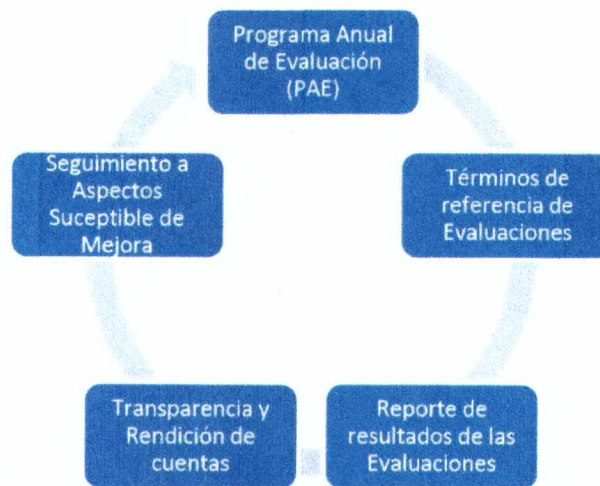 Programa Anual
de Evaluación
(PAE)
Términos de
referencia de
Evaluaciones
Reporte de
resultados de las
Evaluaciones
Transparencia y
Rendición de
cuentas
Seguimiento a
Aspectos
Suceptible de
Mejora